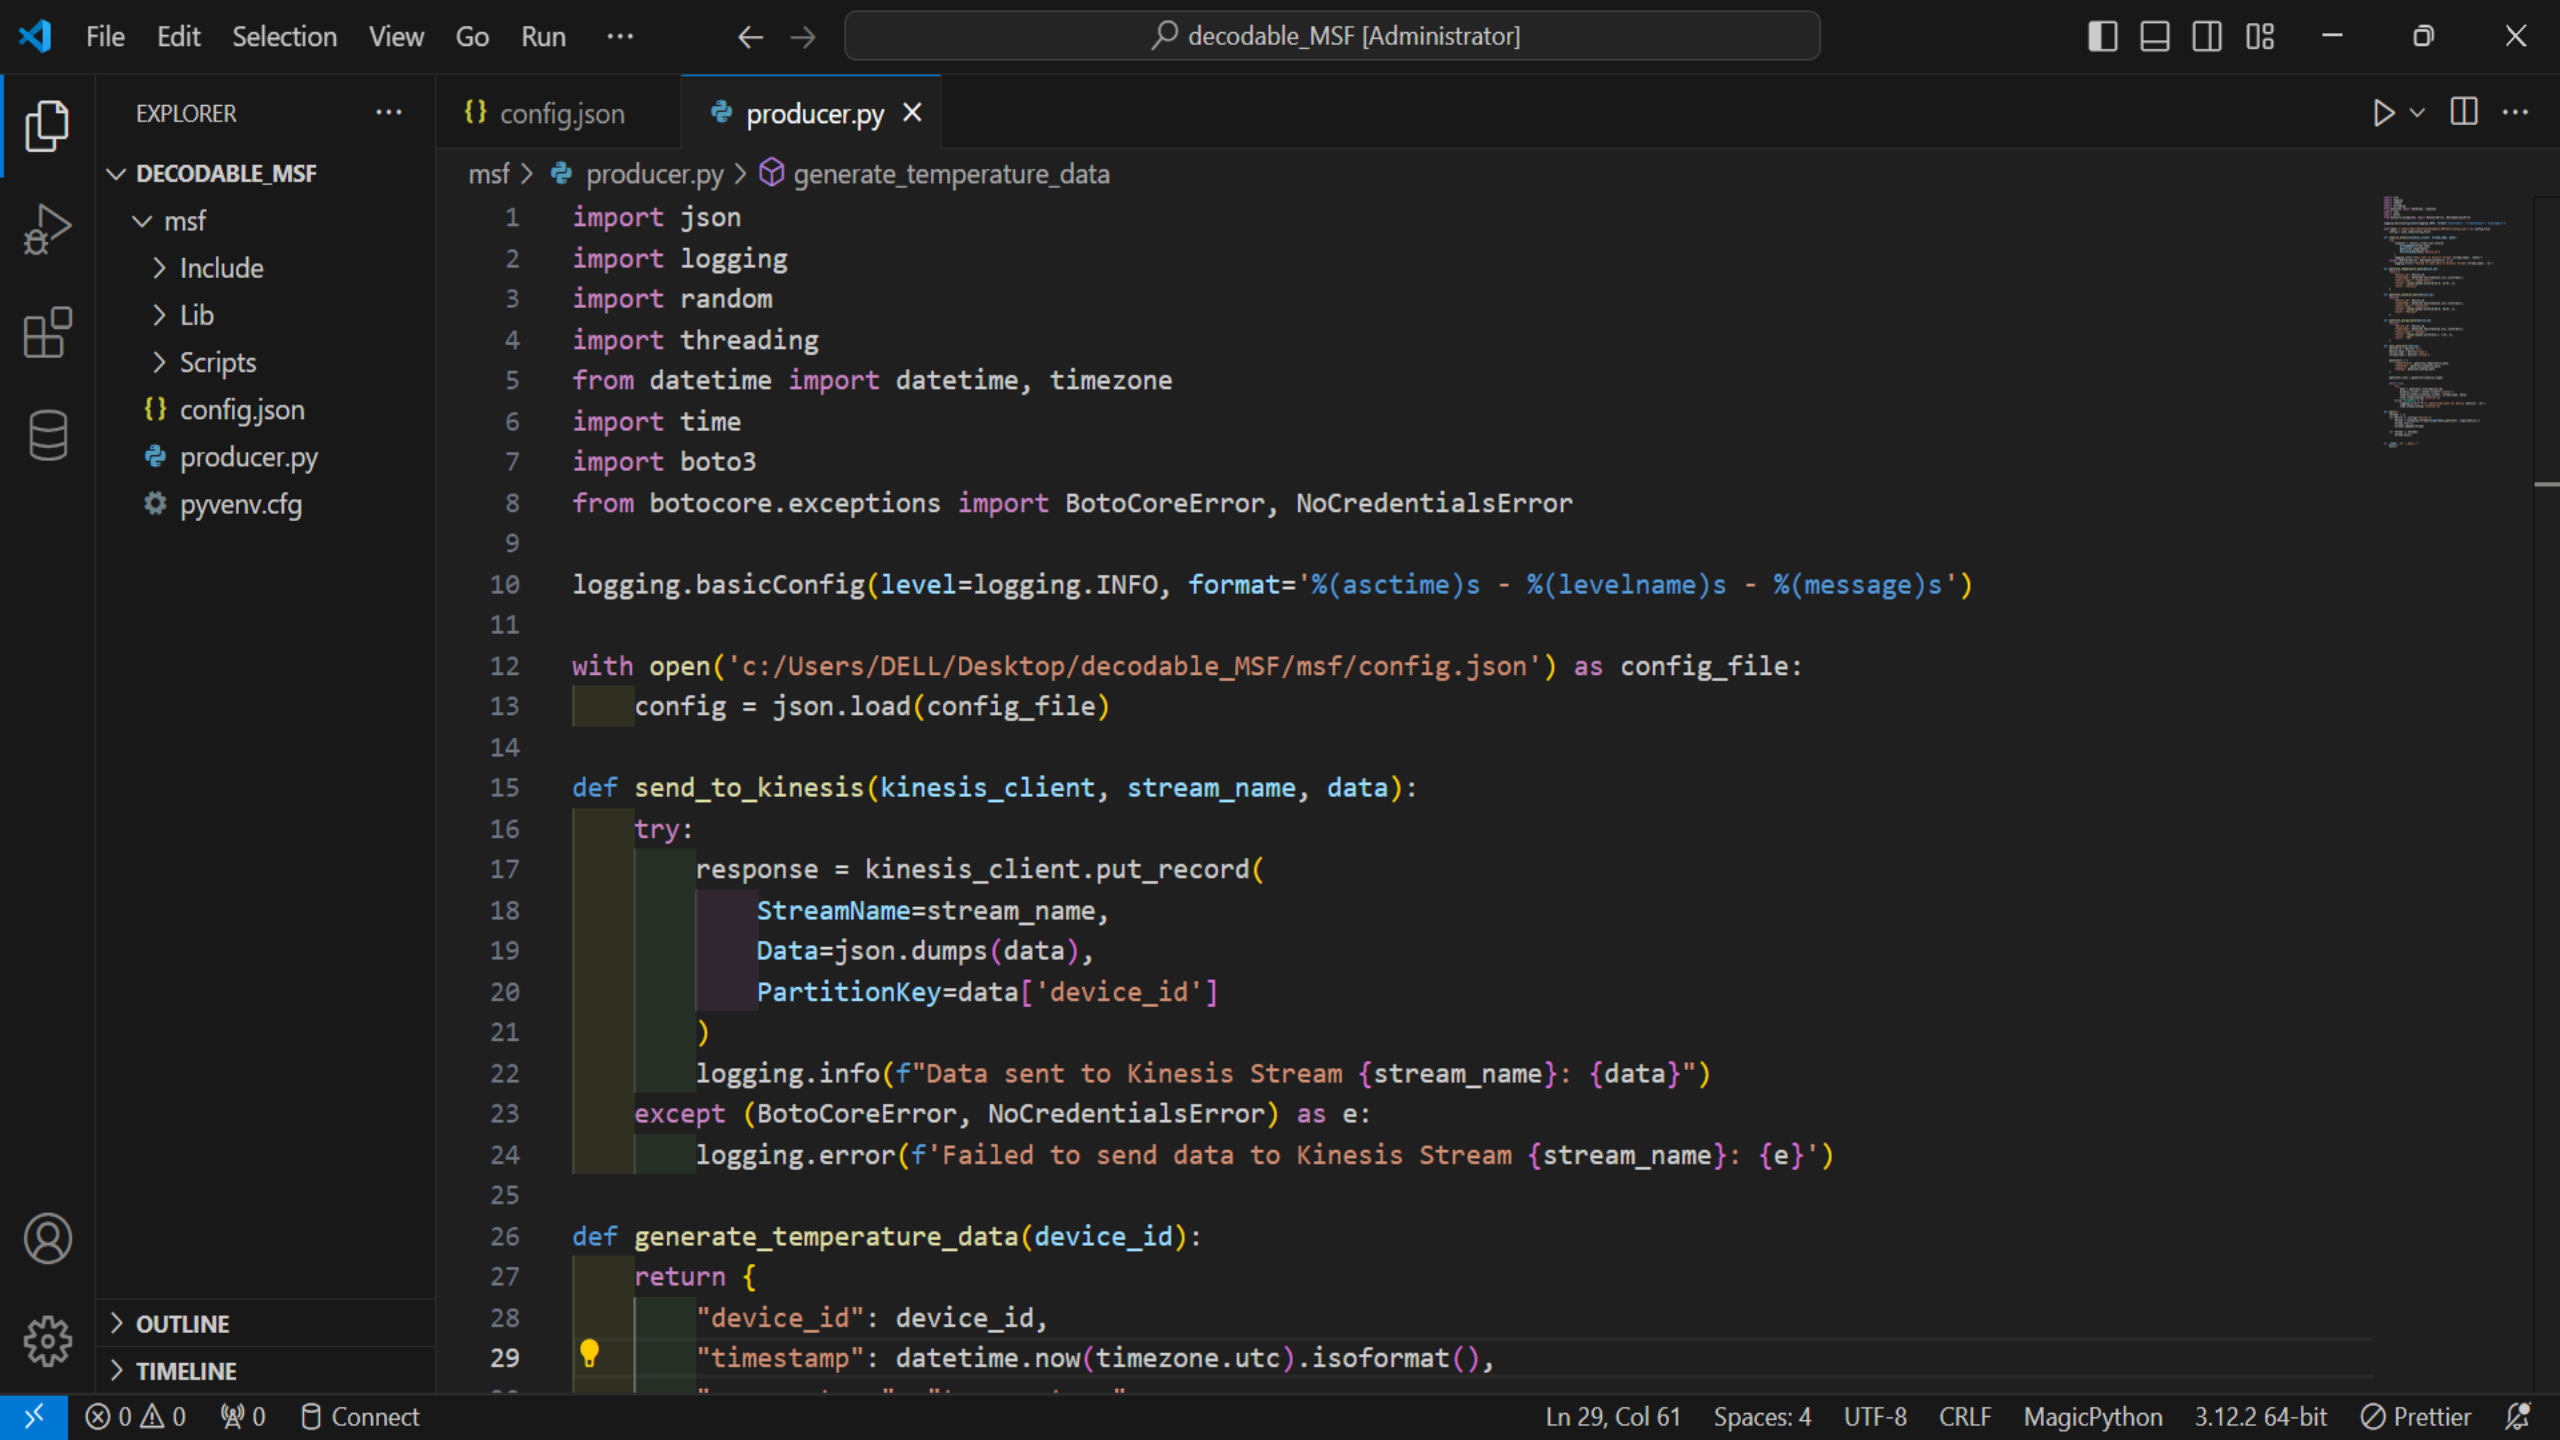 File Edit Selection View Go Run ··· decodable_MSF [Administrator]
EXPLORER ···
DECODABLE_MSF
msf
Include
Lib
Scripts
config.json
producer.py
pyvenv.cfg
OUTLINE
TIMELINE
config.json producer.py
msf > producer.py > generate_temperature_data
1 import json
2 import logging
3 import random
4 import threading
5 from datetime import datetime, timezone
6 import time
7 import boto3
8 from botocore.exceptions import BotoCoreError, NoCredentialsError
9
10 logging.basicConfig(level=logging.INFO, format='%(asctime)s - %(levelname)s - %(message)s')
11
12 with open('c:/Users/DELL/Desktop/decodable_MSF/msf/config.json') as config_file:
13     config = json.load(config_file)
14
15 def send_to_kinesis(kinesis_client, stream_name, data):
16     try:
17         response = kinesis_client.put_record(
18             StreamName=stream_name,
19             Data=json.dumps(data),
20             PartitionKey=data['device_id']
21         )
22         logging.info(f"Data sent to Kinesis Stream {stream_name}: {data}")
23     except (BotoCoreError, NoCredentialsError) as e:
24         logging.error(f'Failed to send data to Kinesis Stream {stream_name}: {e}')
25
26 def generate_temperature_data(device_id):
27     return {
28         "device_id": device_id,
29         "timestamp": datetime.now(timezone.utc).isoformat(),
0 0 0 Connect Ln 29, Col 61 Spaces: 4 UTF-8 CRLF MagicPython 3.12.2 64-bit Prettier